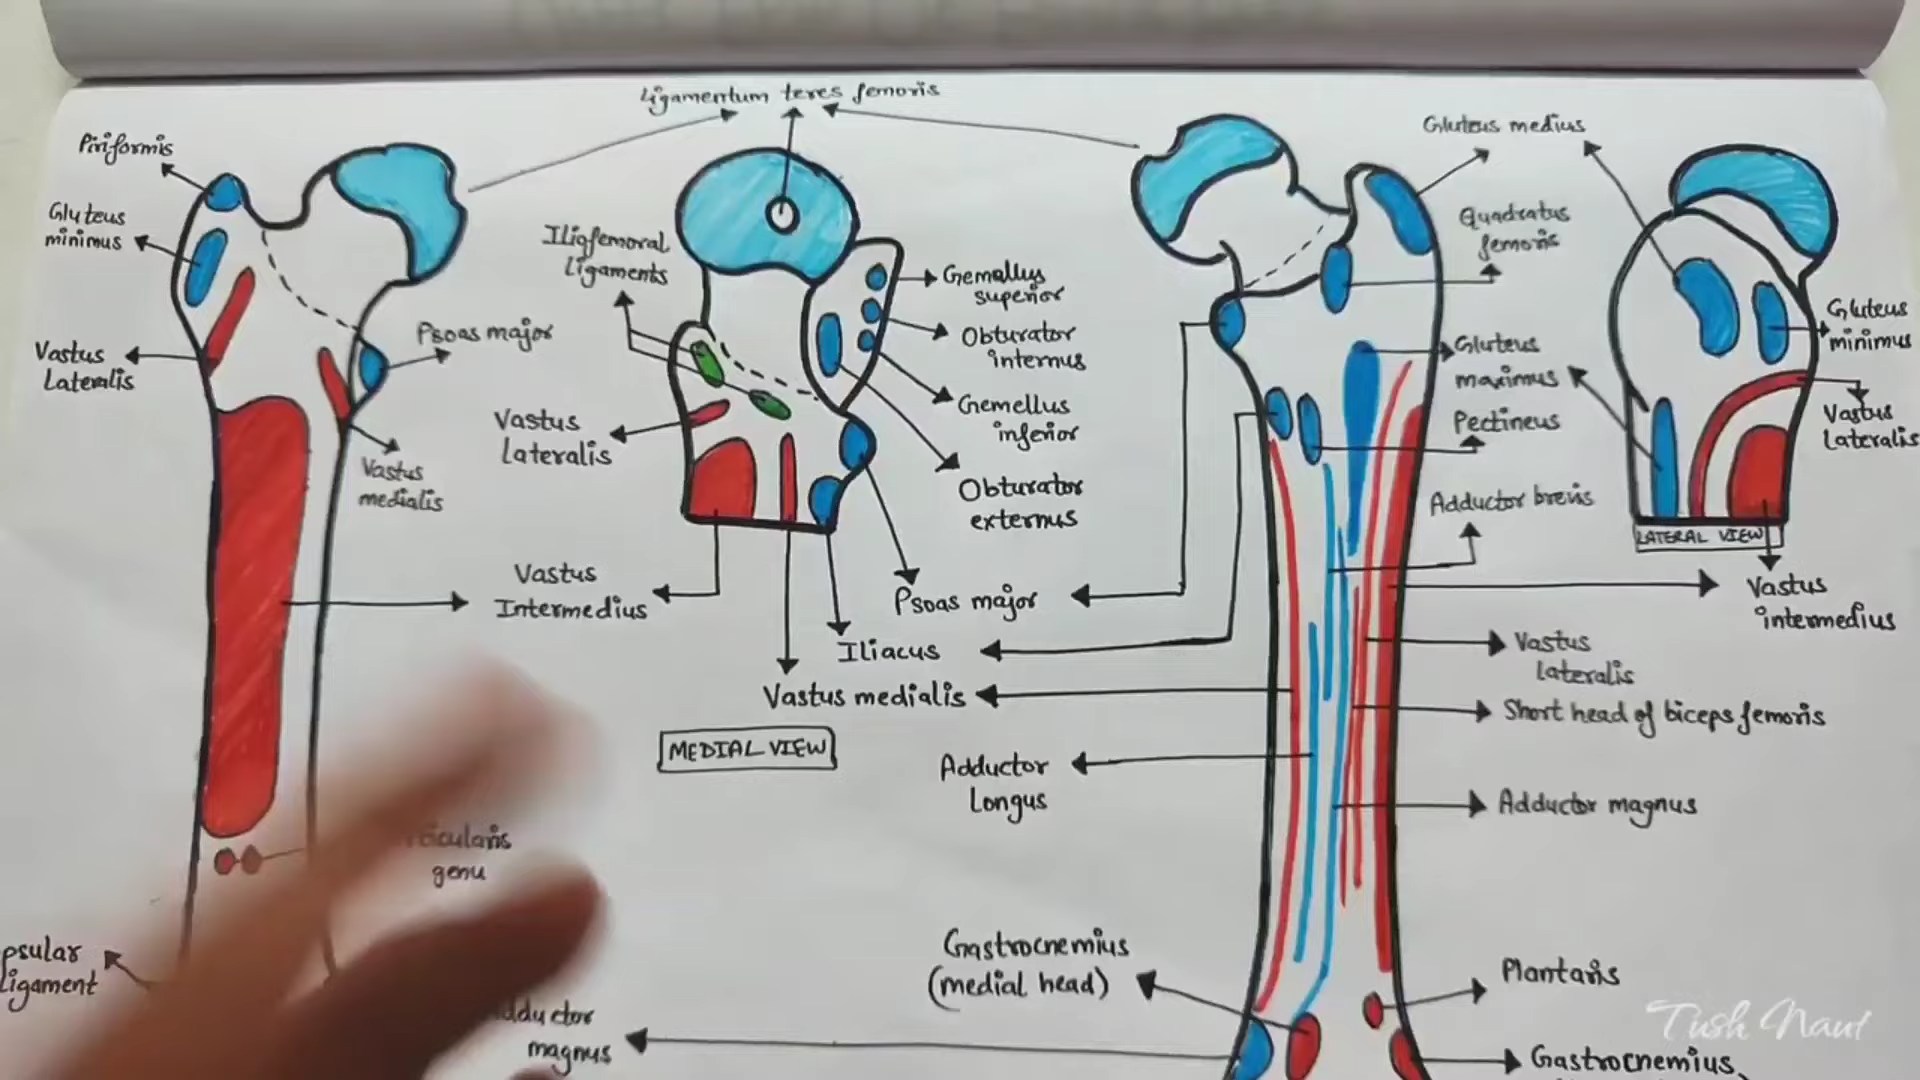 Ligamentum teres femoris
Piriformis
Gluteus
minimus
Vastus
Lateralis
Psoas major
Vastus
medialis
Iliofemoral
Ligaments
Vastus
Lateralis
Vastus
Intermedius
Gemallus
superior
Obturator
internus
Gemellus
inferior
Obturator
externus
Psoas major
Iliacus
Vastus medialis
MEDIAL VIEW
Adductor
Longus
genu
psular
ligament
magnus
Gastrocnemius
(medial head)
Gluteus medius
Quadratus
femoris
Gluteus
maximus
Pectineus
Adductor brevis
Gluteus
minimus
Vastus
Lateralis
LATERAL VIEW
Vastus
intermedius
Vastus
Lateralis
Short head of biceps femoris
Adductor magnus
Plantaris
Gastrocnemius
Tush Naut